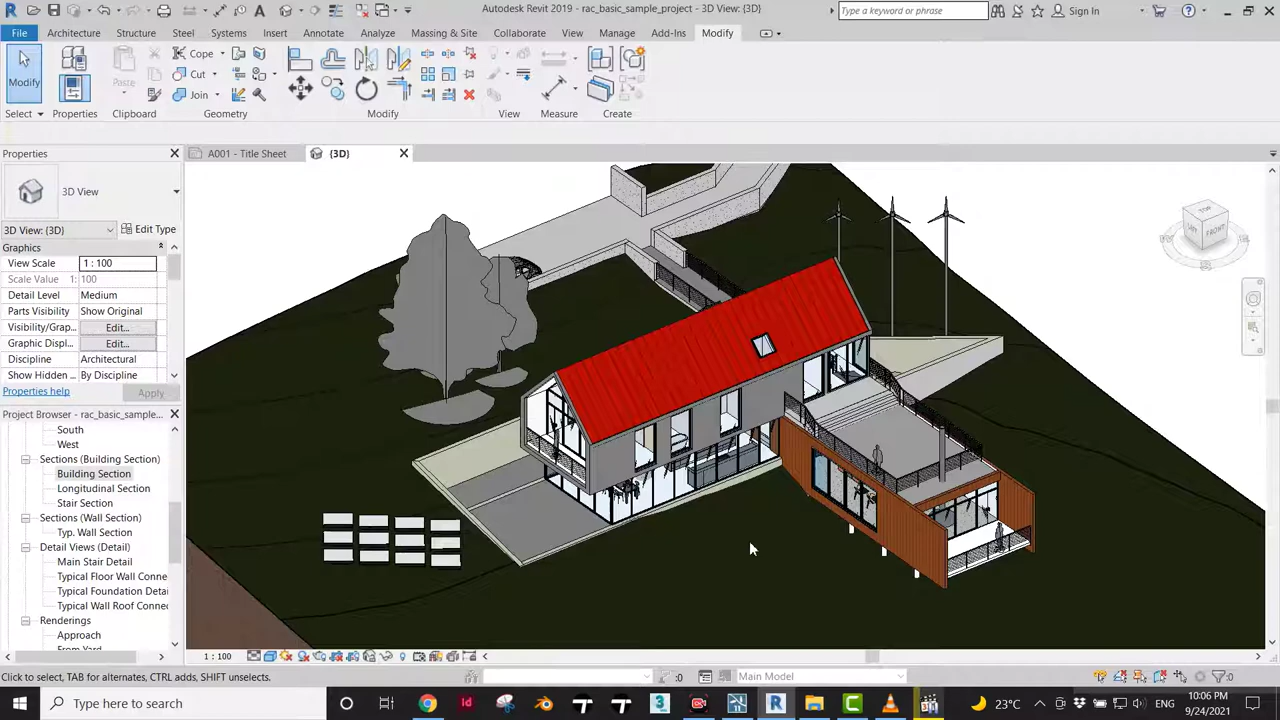 Autodesk Revit 2019 - rac_basic_sample_project - 3D View: {3D}
Type a keyword or phrase
Sign In
File Architecture Structure Steel Systems Insert Annotate Analyze Massing & Site Collaborate View Manage Add-Ins Modify
Modify
Paste
Cope
Cut
Join
Select Properties Clipboard Geometry Modify View Measure Create
Properties
A001 - Title Sheet
{3D}
3D View
3D View: {3D}
Edit Type
Graphics
View Scale 1 : 100
Scale Value 1: 100
Detail Level Medium
Parts Visibility Show Original
Visibility/Grap... Edit...
Graphic Displ... Edit...
Discipline Architectural
Show Hidden ... By Discipline
Properties help
Apply
Project Browser - rac_basic_sample...
South
West
Sections (Building Section)
Building Section
Longitudinal Section
Stair Section
Sections (Wall Section)
Typ. Wall Section
Detail Views (Detail)
Main Stair Detail
Typical Floor Wall Conne
Typical Foundation Detai
Typical Wall Roof Connec
Renderings
Approach
From Yard
TOP
FRONT
1 : 100
Click to select, TAB for alternates, CTRL adds, SHIFT unselects.
:0
Main Model
:0
Type here to search
23°C
ENG
10:06 PM
9/24/2021